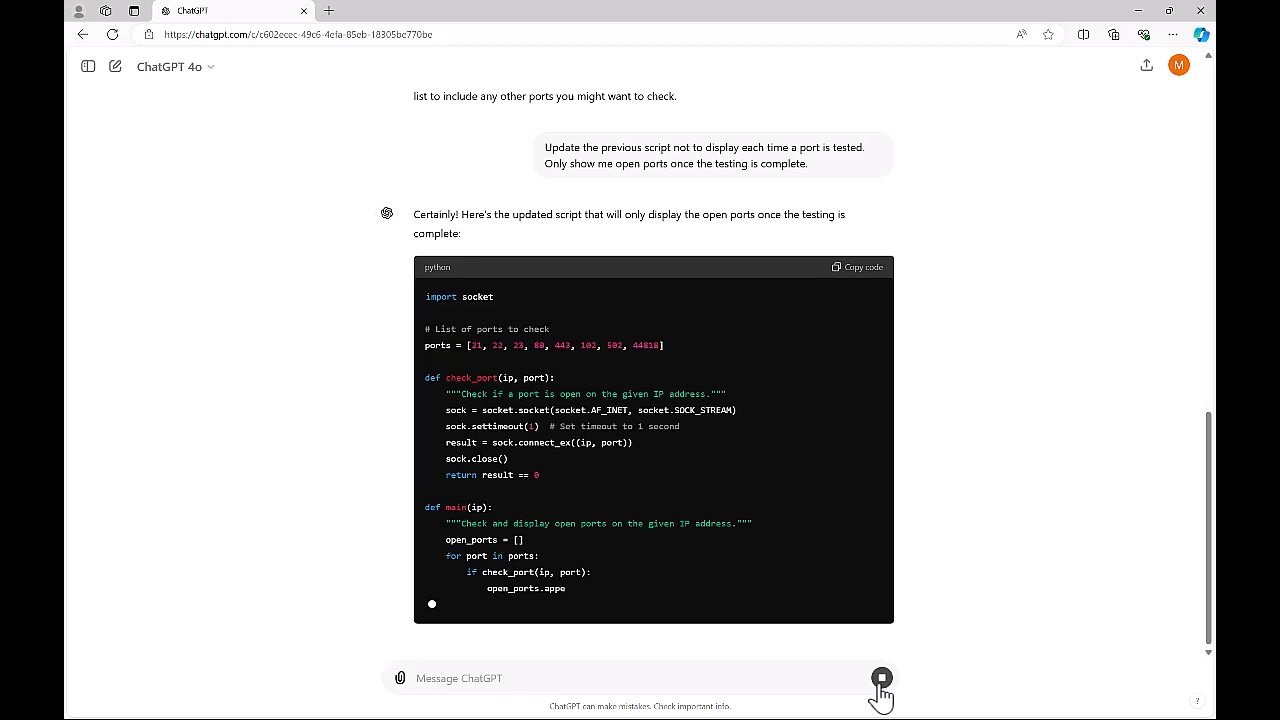 ChatGPT
https://chatgpt.com/c/c602ecec-49c6-4efa-85eb-18305be770be
ChatGPT 4o
M
list to include any other ports you might want to check.
Update the previous script not to display each time a port is tested.
Only show me open ports once the testing is complete.
Certainly! Here's the updated script that will only display the open ports once the testing is
complete:
python
Copy code
import socket
# List of ports to check
ports = [21, 22, 23, 80, 443, 102, 502, 44818]
def check_port(ip, port):
"""Check if a port is open on the given IP address."""
sock = socket.socket(socket.AF_INET, socket.SOCK_STREAM)
sock.settimeout(1)  # Set timeout to 1 second
result = sock.connect_ex((ip, port))
sock.close()
return result == 0
def main(ip):
"""Check and display open ports on the given IP address."""
open_ports = []
for port in ports:
if check_port(ip, port):
open_ports.appe
Message ChatGPT
ChatGPT can make mistakes. Check important info.
?